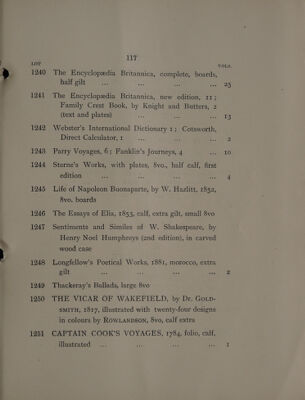 117
LOT VOLS.
1240 The Encyclopædia Britannica, complete, boards,
half gilt ... ... ... ... 25
1241 The Encyclopædia Britannica, new edition, 11;
Family Crest Book, by Knight and Butters, 2
(text and plates) ... ... ... 13
1242 Webster's International Dictionary 1; Cotsworth,
Direct Calculator, 1 ... ... ... 2
1243 Parry Voyages, 6; Fanklin's Journeys, 4 ... 10
1244 Sterne's Works, with plates, 8vo., half calf, first
edition ... ... ... ... 4
1245 Life of Napoleon Buonaparte, by W. Hazlitt, 1852,
8vo. boards
1246 The Essays of Elia, 1853, calf, extra gilt, small 8vo
1247 Sentiments and Similes of W. Shakespeare, by
Henry Noel Humphreys (2nd edition), in carved
wood case
1248 Longfellow's Poetical Works, 1881, morocco, extra
gilt ... ... ... ... 2
1249 Thackeray's Ballads, large 8vo
1250 THE VICAR OF WAKEFIELD, by Dr. GOLD-
SMITH, 1817, illustrated with twenty-four designs
in colours by ROWLANDSON, 8vo, calf extra
1251 CAPTAIN COOK'S VOYAGES, 1784, folio, calf,
illustrated ... ... ... ... 1